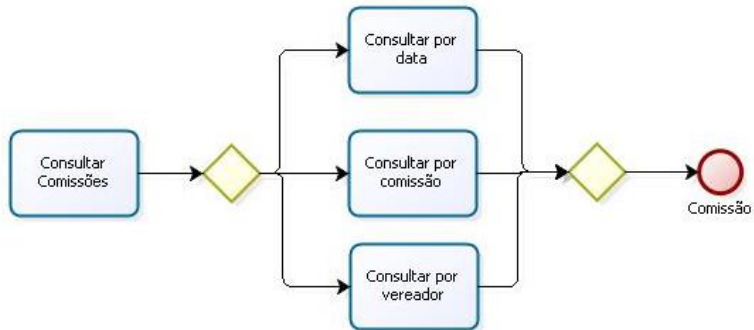 Consultar
Comissões
Consultar por
data
Consultar por
comissão
Consultar por
vereador
Comissão